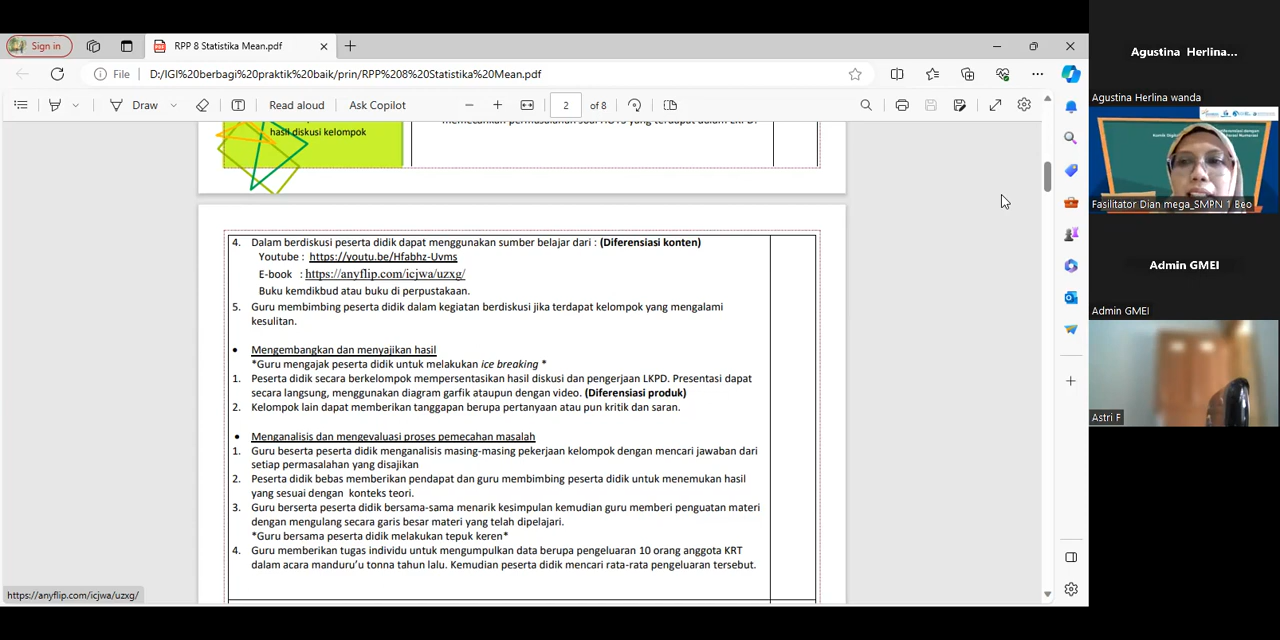 Sign in
RPP 8 Statistika Mean.pdf
File
D:/IGI%20berbagi%20praktik%20baik/prin/RPP%208%20Statistika%20Mean.pdf
Draw
Read aloud
Ask Copilot
2
of 8
hasil diskusi kelompok
4. Dalam berdiskusi peserta didik dapat menggunakan sumber belajar dari : (Diferensiasi konten)
Youtube : https://youtu.be/Hfabhz-Uvms
E-book : https://anyflip.com/icjwa/uzxg/
Buku kemdikbud atau buku di perpustakaan.
5. Guru membimbing peserta didik dalam kegiatan berdiskusi jika terdapat kelompok yang mengalami
kesulitan.
• Mengembangkan dan menyajikan hasil
*Guru mengajak peserta didik untuk melakukan ice breaking *
1. Peserta didik secara berkelompok mempersentasikan hasil diskusi dan pengerjaan LKPD. Presentasi dapat
secara langsung, menggunakan diagram garfik ataupun dengan video. (Diferensiasi produk)
2. Kelompok lain dapat memberikan tanggapan berupa pertanyaan atau pun kritik dan saran.
• Menganalisis dan mengevaluasi proses pemecahan masalah
1. Guru beserta peserta didik menganalisis masing-masing pekerjaan kelompok dengan mencari jawaban dari
setiap permasalahan yang disajikan
2. Peserta didik bebas memberikan pendapat dan guru membimbing peserta didik untuk menemukan hasil
yang sesuai dengan konteks teori.
3. Guru berserta peserta didik bersama-sama menarik kesimpulan kemudian guru memberi penguatan materi
dengan mengulang secara garis besar materi yang telah dipelajari.
*Guru bersama peserta didik melakukan tepuk keren*
4. Guru memberikan tugas individu untuk mengumpulkan data berupa pengeluaran 10 orang anggota KRT
dalam acara manduru’u tonna tahun lalu. Kemudian peserta didik mencari rata-rata pengeluaran tersebut.
https://anyflip.com/icjwa/uzxg/
Agustina Herlina...
Agustina Herlina wanda
Fasilitator Dian mega_SMPN 1 Beo
Admin GMEI
Admin GMEI
Astri F